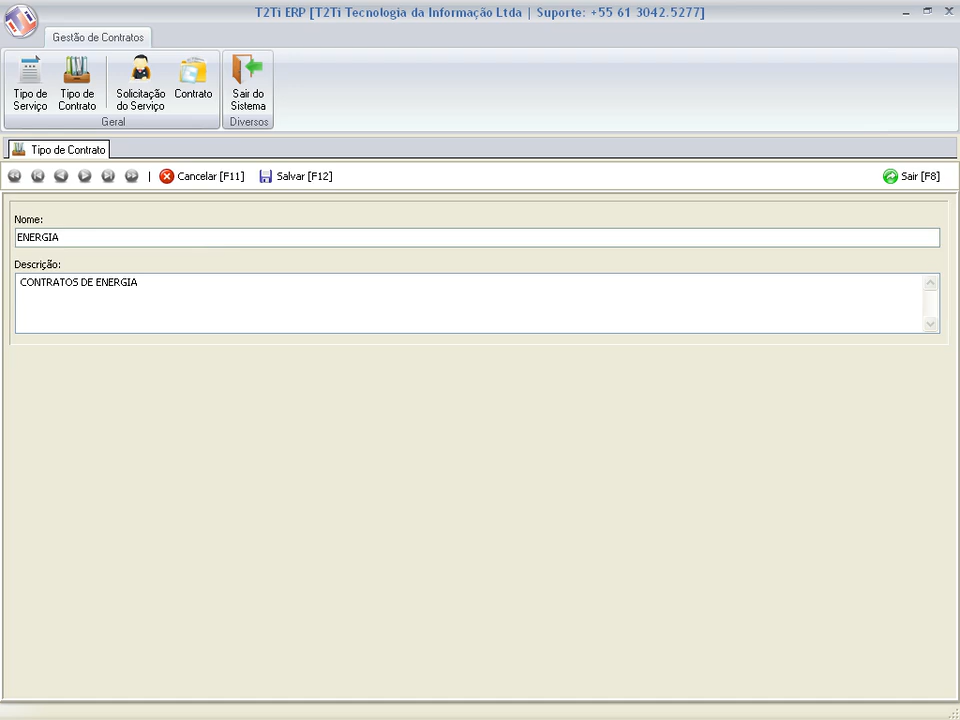 T2Ti ERP [T2Ti Tecnologia da Informação Ltda | Suporte: +55 61 3042.5277]
Gestão de Contratos
Tipo de Serviço
Tipo de Contrato
Solicitação do Serviço
Contrato
Sair do Sistema
Geral
Diversos
Tipo de Contrato
| Cancelar [F11] Salvar [F12] Sair [F8]
Nome:
ENERGIA
Descrição:
CONTRATOS DE ENERGIA